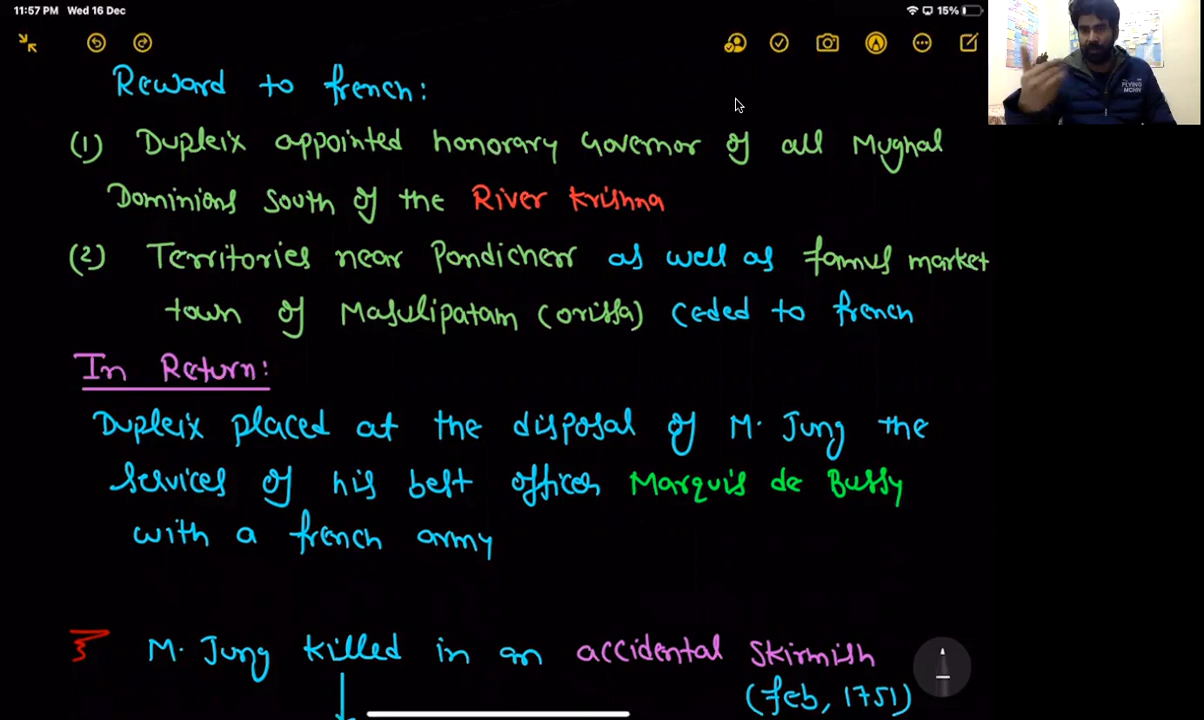 11:57 PM Wed 16 Dec
15%
Reward to french:
(1) Dupleix appointed honorary Governor of all Mughal
Dominions South of the River Krishna
(2) Territories near Pondicherr as well as famus market
town of Masulipatam (orissa) ceded to french
In Return:
Dupleix placed at the disposal of M. Jung the
services of his best officer Marquis de Bussy
with a french army
M. Jung killed in an accidental skirmish
(feb, 1751)
FLYING
MCHN